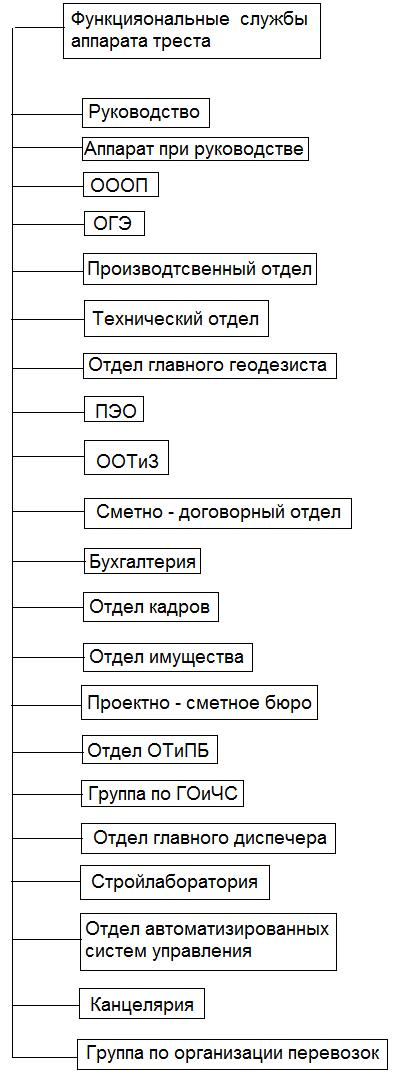 Функцияональные службы
аппарата треста
Руководство
Аппарат при руководстве
ОООП
ОГЭ
Производтсвенный отдел
Технический отдел
Отдел главного геодезиста
ПЭО
ООТиЗ
Сметно - договорный отдел
Бухгалтерия
Отдел кадров
Отдел имущества
Проектно - сметное бюро
Отдел ОТиПБ
Группа по ГОиЧС
Отдел главного диспечера
Стройлаборатория
Отдел автоматизированных
систем управления
Канцелярия
Группа по организации перевозок